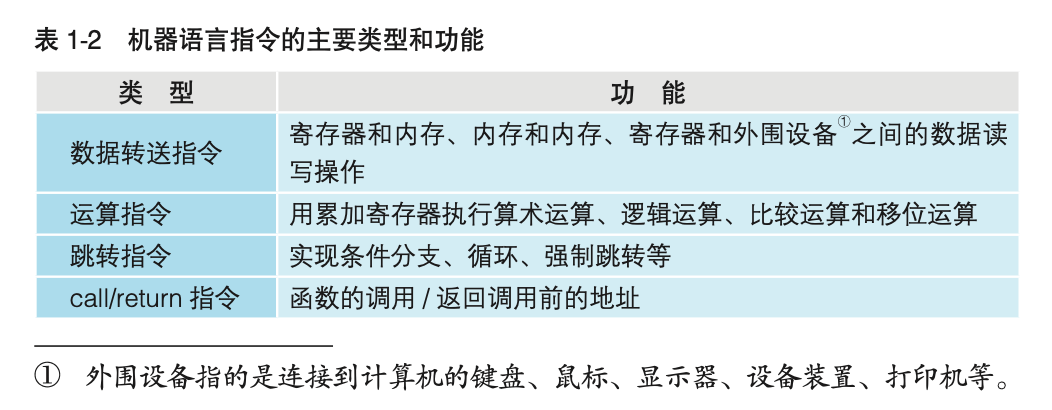 表 1-2 机器语言指令的主要类型和功能
类 型 功 能
数据转送指令 寄存器和内存、内存和内存、寄存器和外围设备①之间的数据读
写操作
运算指令 用累加寄存器执行算术运算、逻辑运算、比较运算和移位运算
跳转指令 实现条件分支、循环、强制跳转等
call/return 指令 函数的调用 / 返回调用前的地址
① 外围设备指的是连接到计算机的键盘、鼠标、显示器、设备装置、打印机等。